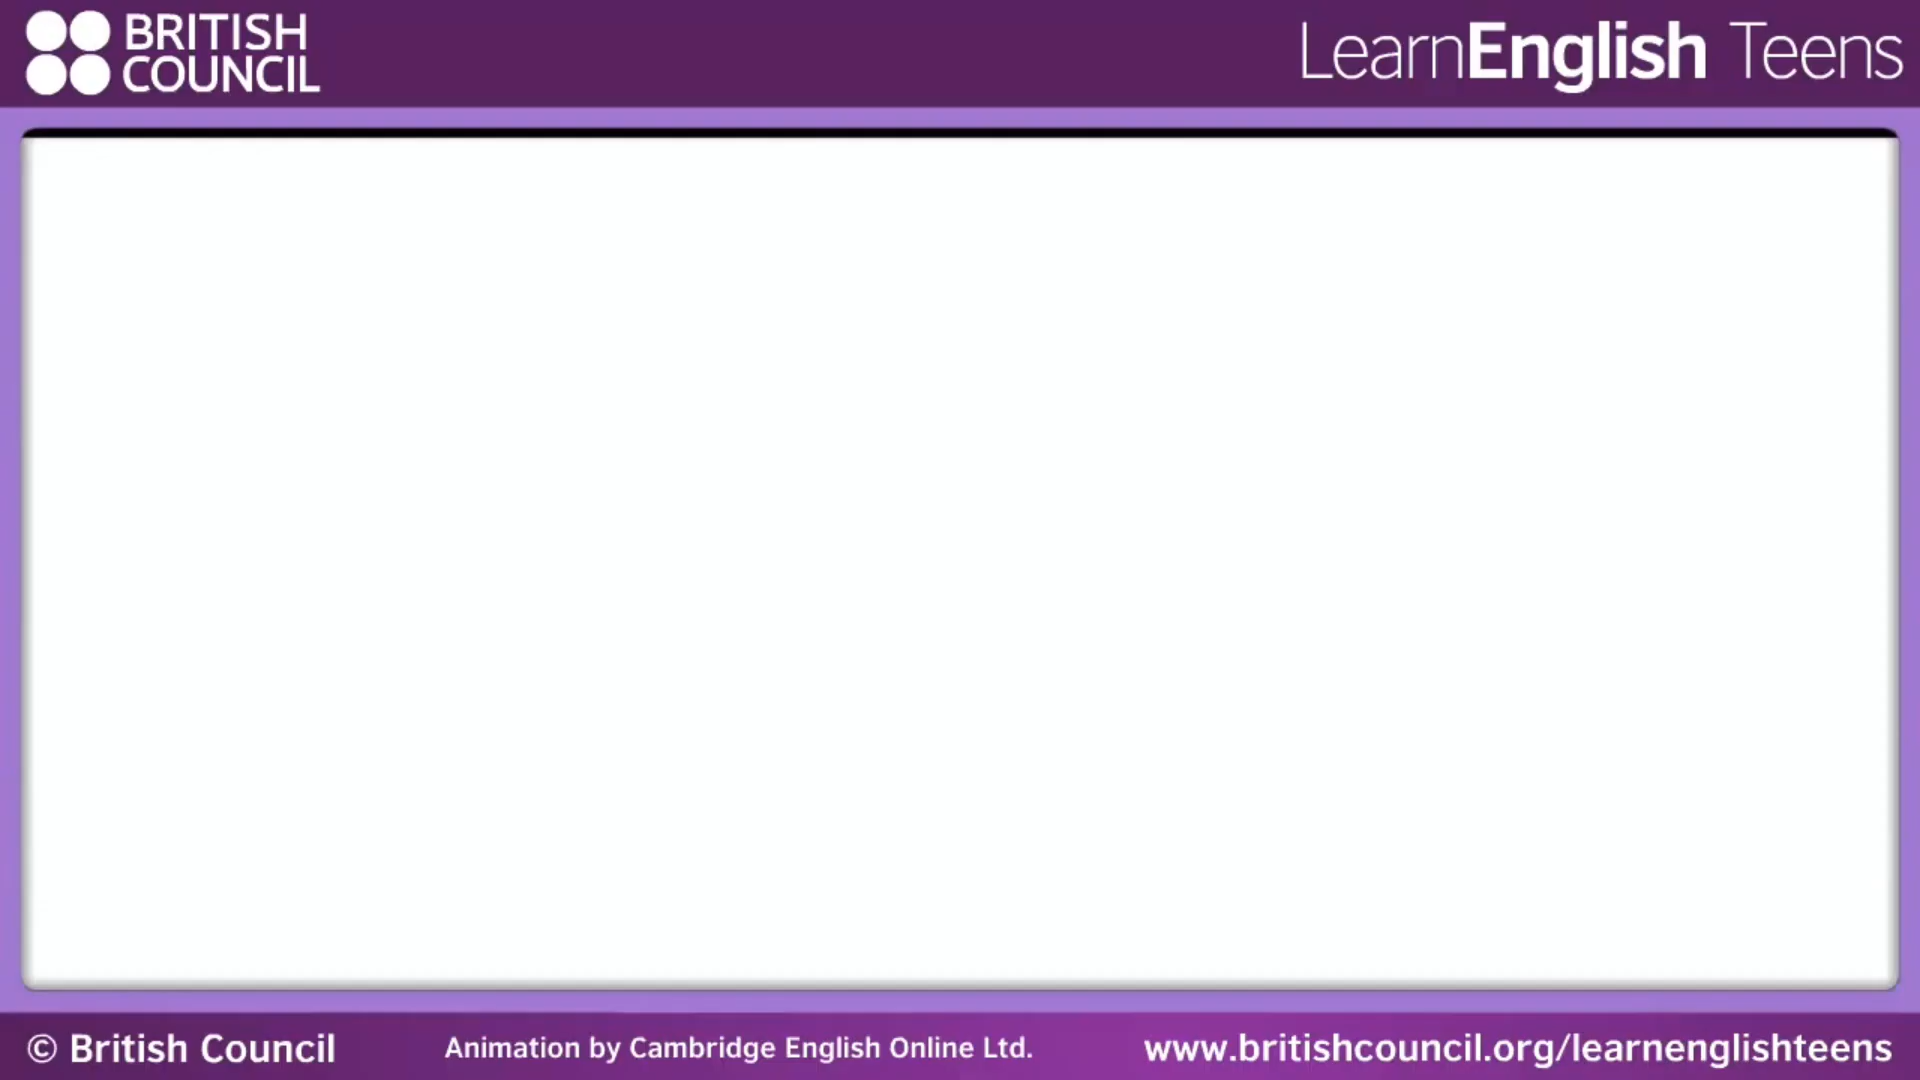 BRITISH
COUNCIL
LearnEnglish Teens
© British Council
Animation by Cambridge English Online Ltd.
www.britishcouncil.org/learnenglishteens